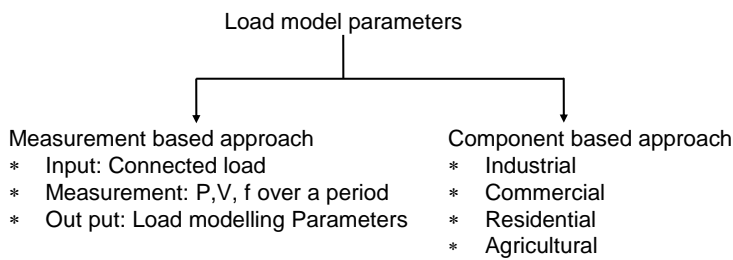 Load model parameters
Measurement based approach
* Input: Connected load
* Measurement: P,V, f over a period
* Out put: Load modelling Parameters
Component based approach
* Industrial
* Commercial
* Residential
* Agricultural